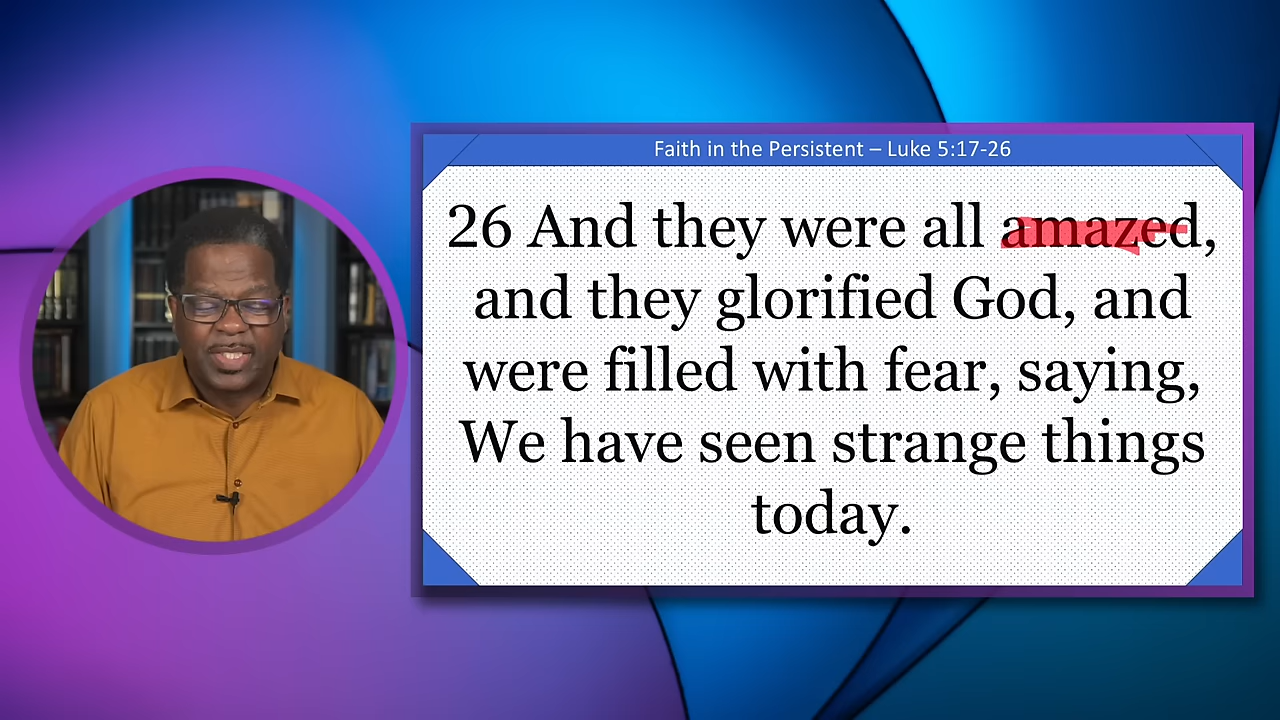 Faith in the Persistent – Luke 5:17-26
26 And they were all amazed,
and they glorified God, and
were filled with fear, saying,
We have seen strange things
today.